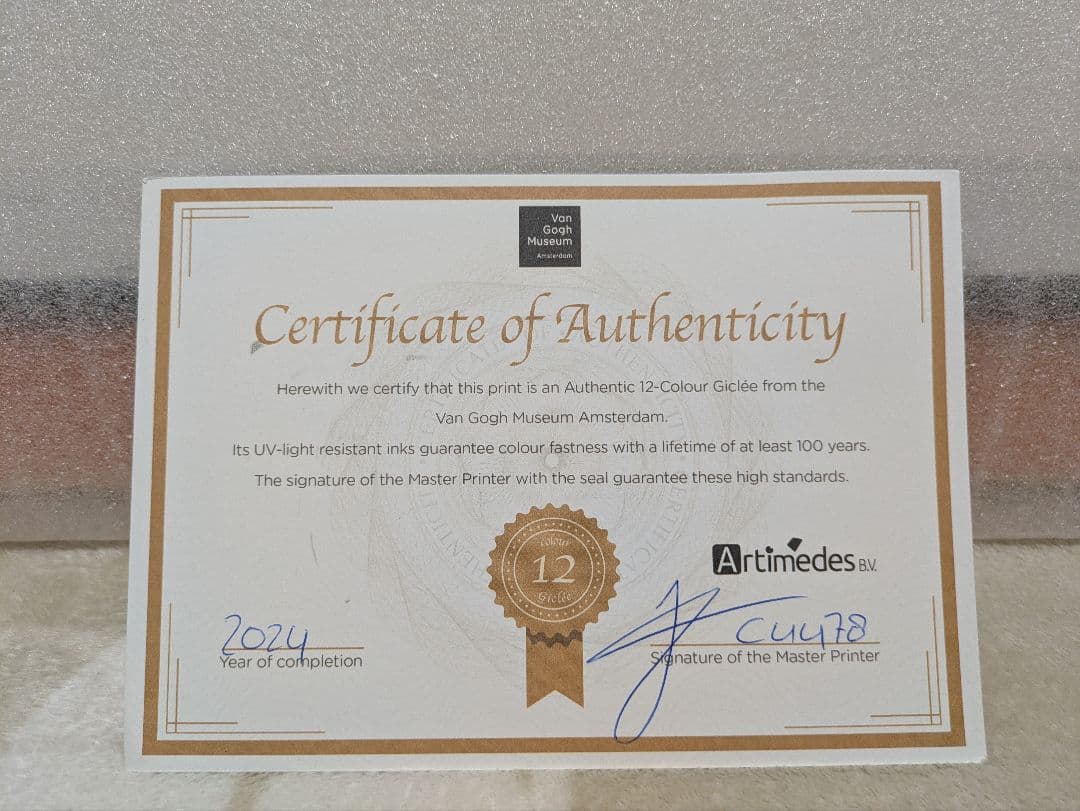 Van
Gogh
Museum
Amsterdam
Certificate of Authenticity
Herewith we certify that this print is an Authentic 12-Colour Giclée from the
Van Gogh Museum Amsterdam.
Its UV-light resistant inks guarantee colour fastness with a lifetime of at least 100 years.
The signature of the Master Printer with the seal guarantee these high standards.
colour
12
Giclée
Artimedes B.V.
2024
Year of completion
Signature of the Master Printer